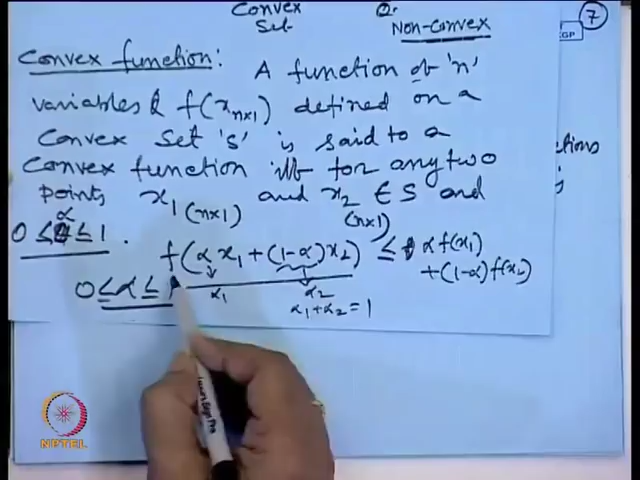 Convex
Set
Non-Convex
7
GP
Convex function: A function of 'n'
variables & f(x_{n×1}) defined on a
Convex Set 's' is said to a
Convex function iff for any two
points x_1 (n×1) and x_2 ∈ S and
(n×1)
0 ≤ α ≤ 1 .
f(α x_1 + (1-α) x_2) ≤ α f(x_1)
+ (1-α) f(x_2)
0 ≤ α ≤ 1
α_1 α_2
α_1 + α_2 = 1
NPTEL